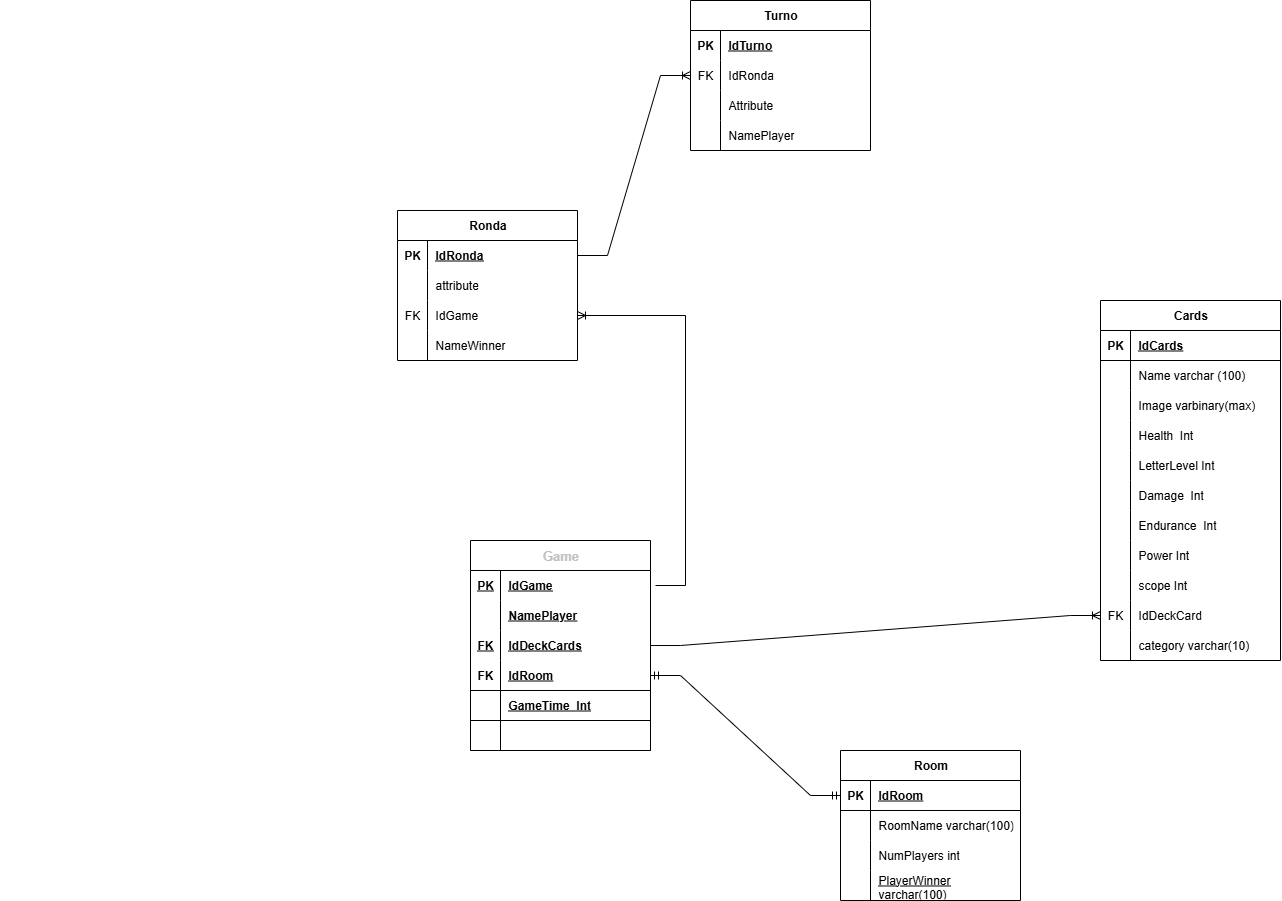 Turno
PK IdTurno
FK IdRonda
Attribute
NamePlayer
Ronda
PK IdRonda
attribute
FK IdGame
NameWinner
Cards
PK IdCards
Name varchar (100)
Image varbinary(max)
Health  Int
LetterLevel Int
Damage  Int
Endurance  Int
Power Int
scope Int
FK IdDeckCard
category varchar(10)
Game
PK IdGame
NamePlayer
FK IdDeckCards
FK IdRoom
GameTime  Int
Room
PK IdRoom
RoomName varchar(100)
NumPlayers int
PlayerWinner
varchar(100)